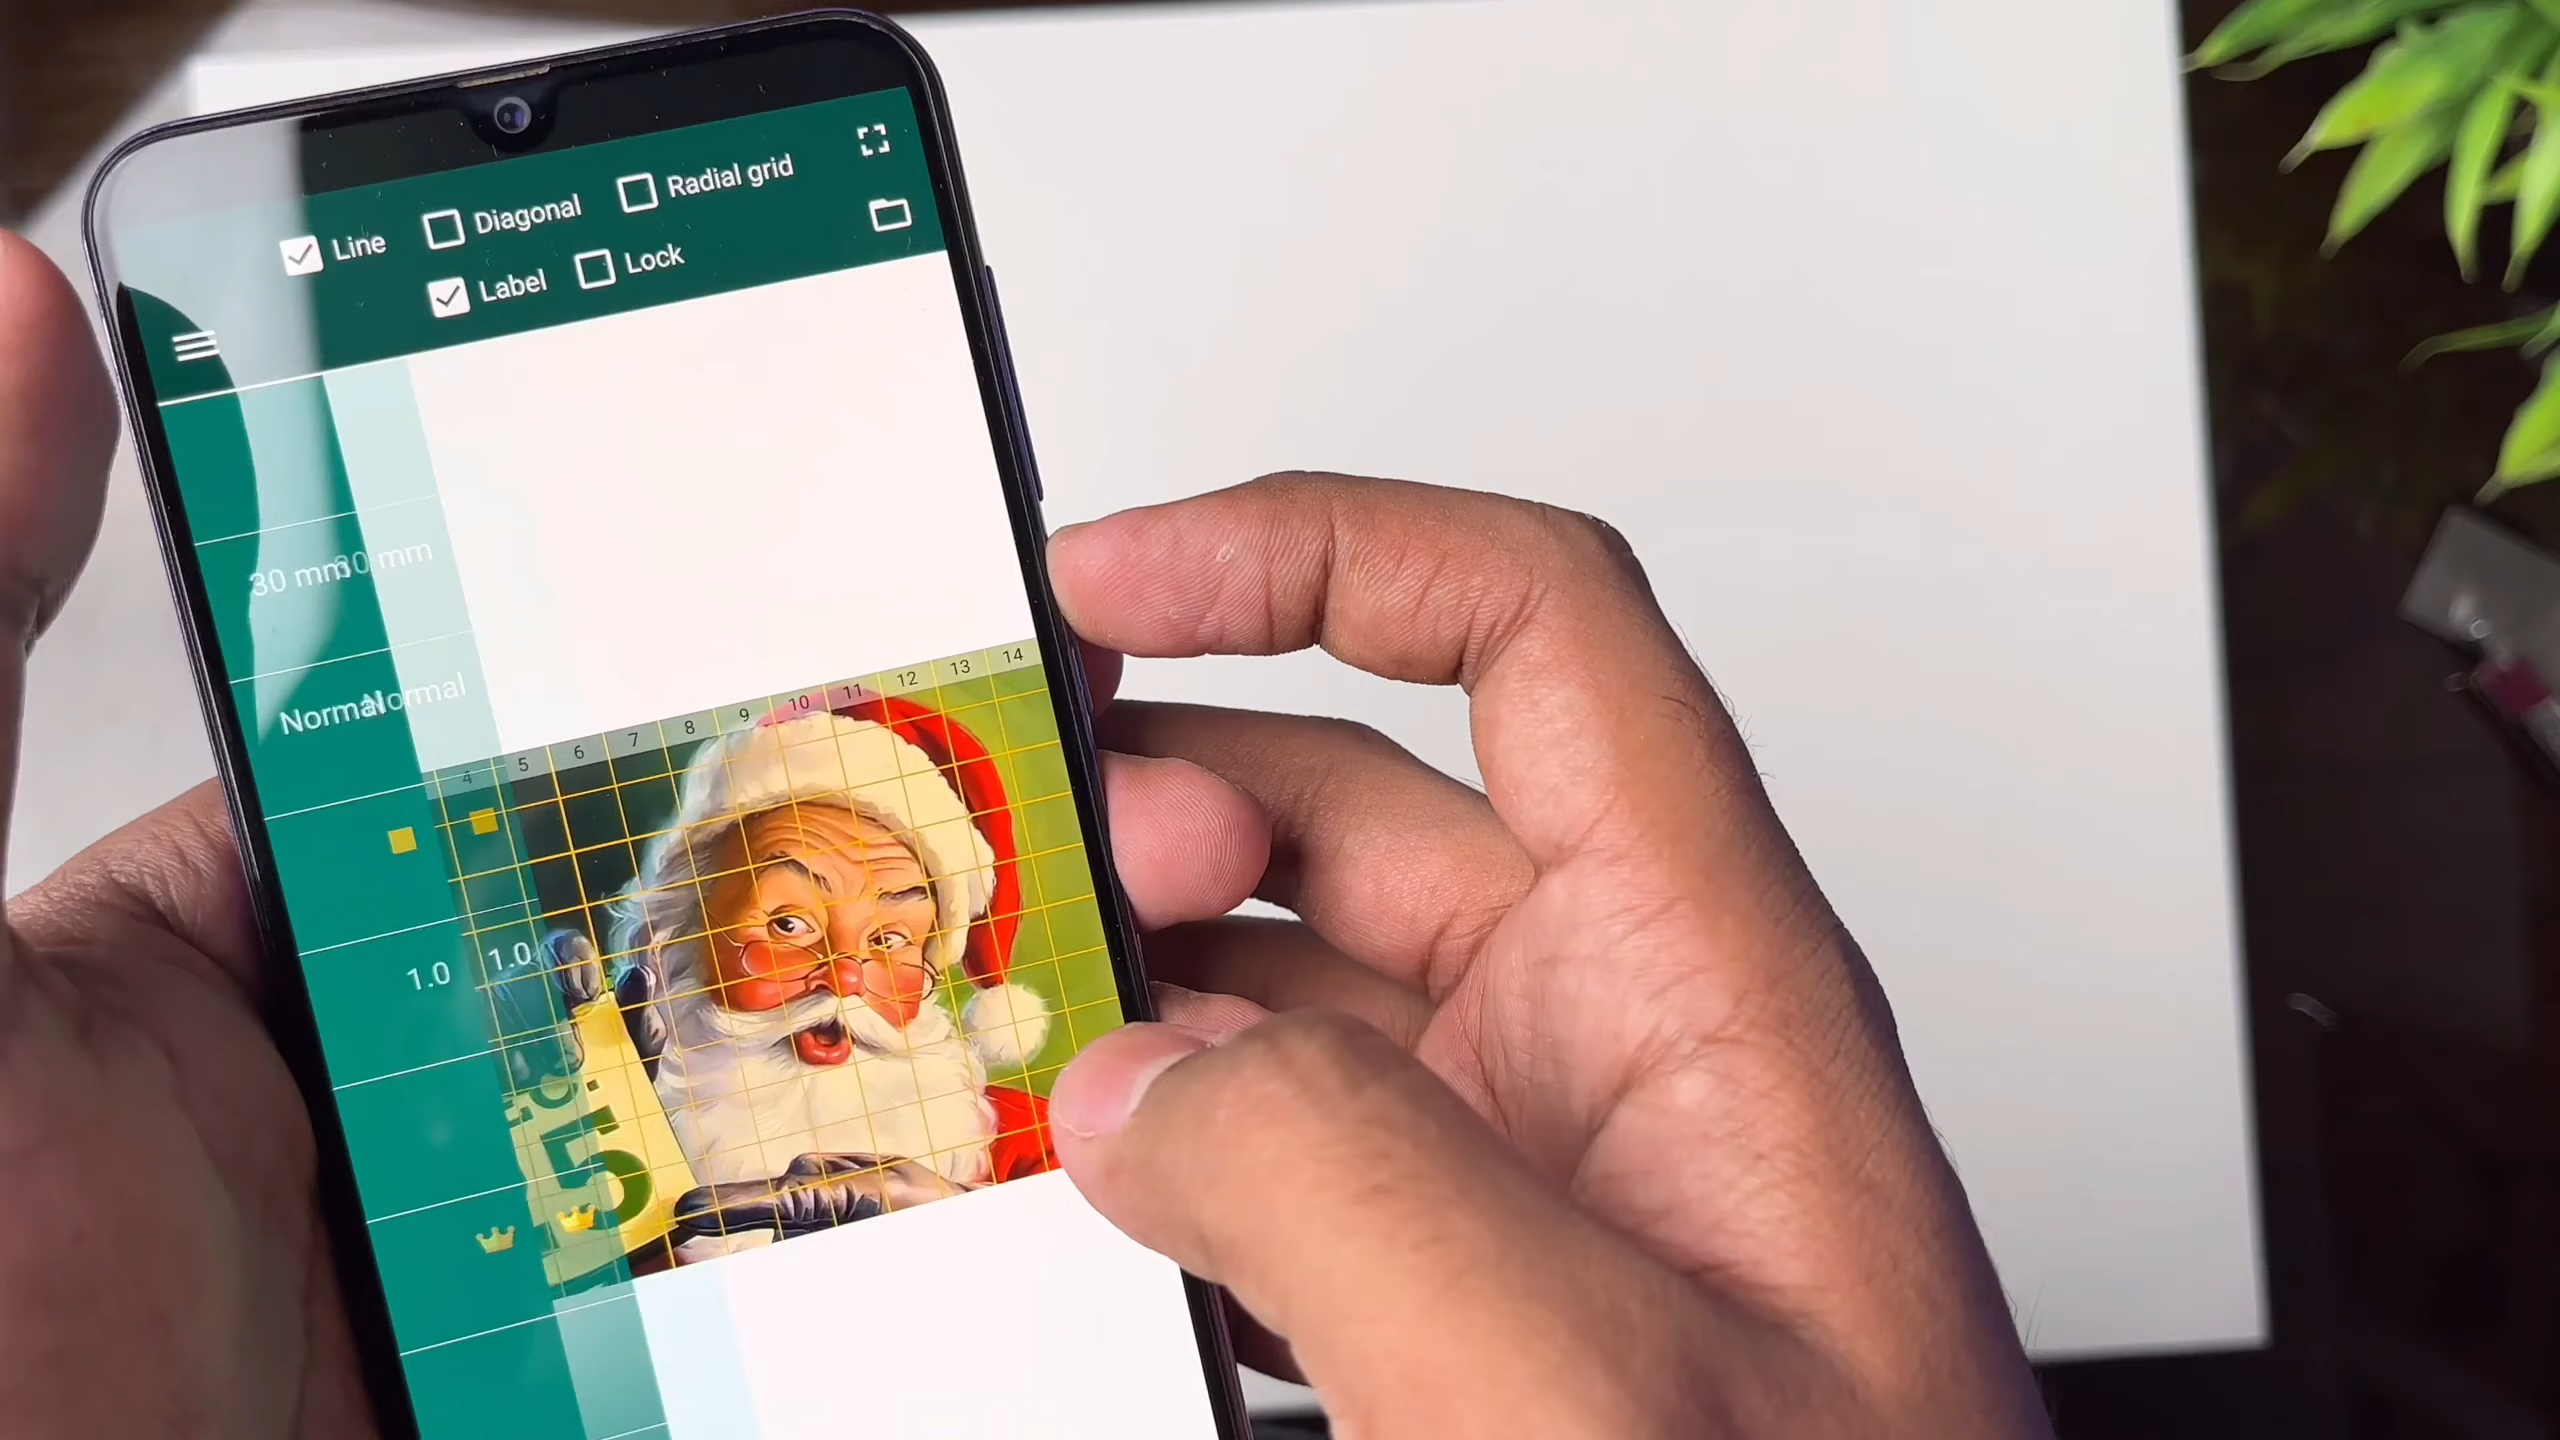 Line Diagonal Radial grid
Label Lock
30 mm 30 mm
Normal Normal
4 5 6 7 8 9 10 11 12 13 14
1.0 1.0
5